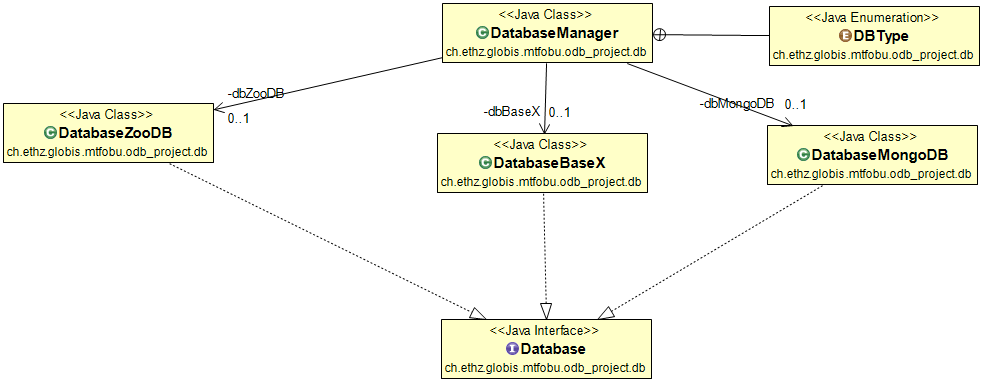 <<Java Class>>
DatabaseManager
ch.ethz.globis.mtfobu.odb_project.db
<<Java Enumeration>>
DBType
ch.ethz.globis.mtfobu.odb_project.db
-dbZooDB
0..1
-dbBaseX
0..1
-dbMongoDB
0..1
<<Java Class>>
DatabaseZooDB
ch.ethz.globis.mtfobu.odb_project.db
<<Java Class>>
DatabaseBaseX
ch.ethz.globis.mtfobu.odb_project.db
<<Java Class>>
DatabaseMongoDB
ch.ethz.globis.mtfobu.odb_project.db
<<Java Interface>>
Database
ch.ethz.globis.mtfobu.odb_project.db